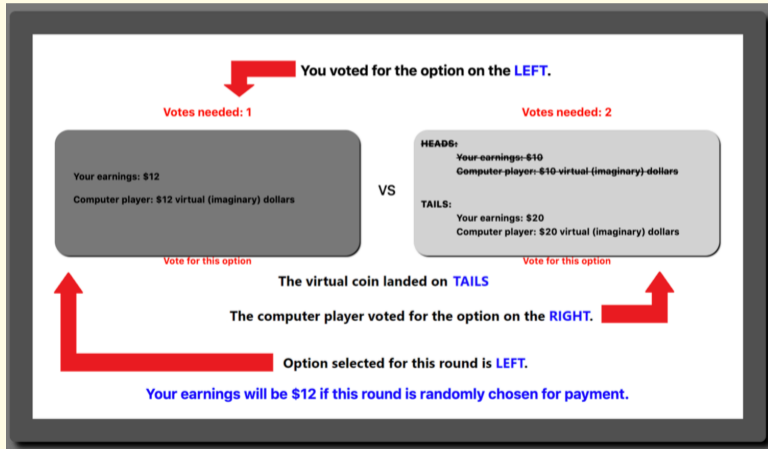 You voted for the option on the LEFT.
Votes needed: 1
Votes needed: 2
Your earnings: $12
Computer player: $12 virtual (imaginary) dollars
VS
HEADS:
Your earnings: $10
Computer player: $10 virtual (imaginary) dollars
TAILS:
Your earnings: $20
Computer player: $20 virtual (imaginary) dollars
Vote for this option
Vote for this option
The virtual coin landed on TAILS
The computer player voted for the option on the RIGHT.
Option selected for this round is LEFT.
Your earnings will be $12 if this round is randomly chosen for payment.